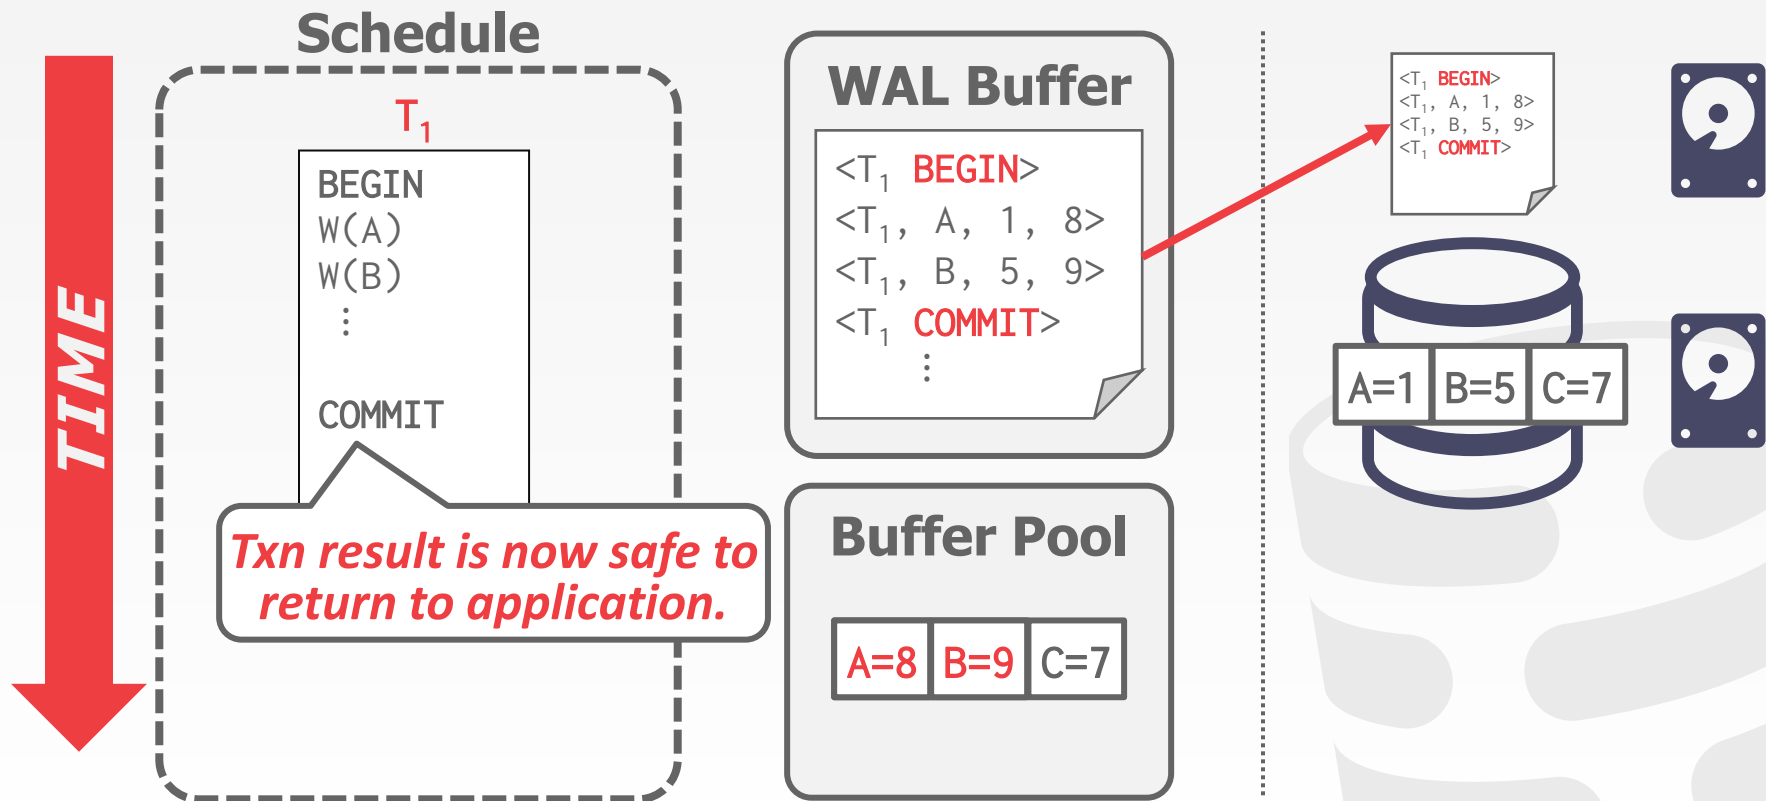 Schedule
TIME
T₁
BEGIN
W(A)
W(B)
⋮
COMMIT
Txn result is now safe to
return to application.
WAL Buffer
<T₁ BEGIN>
<T₁, A, 1, 8>
<T₁, B, 5, 9>
<T₁ COMMIT>
⋮
Buffer Pool
A=8 B=9 C=7
<T₁ BEGIN>
<T₁, A, 1, 8>
<T₁, B, 5, 9>
<T₁ COMMIT>
A=1 B=5 C=7